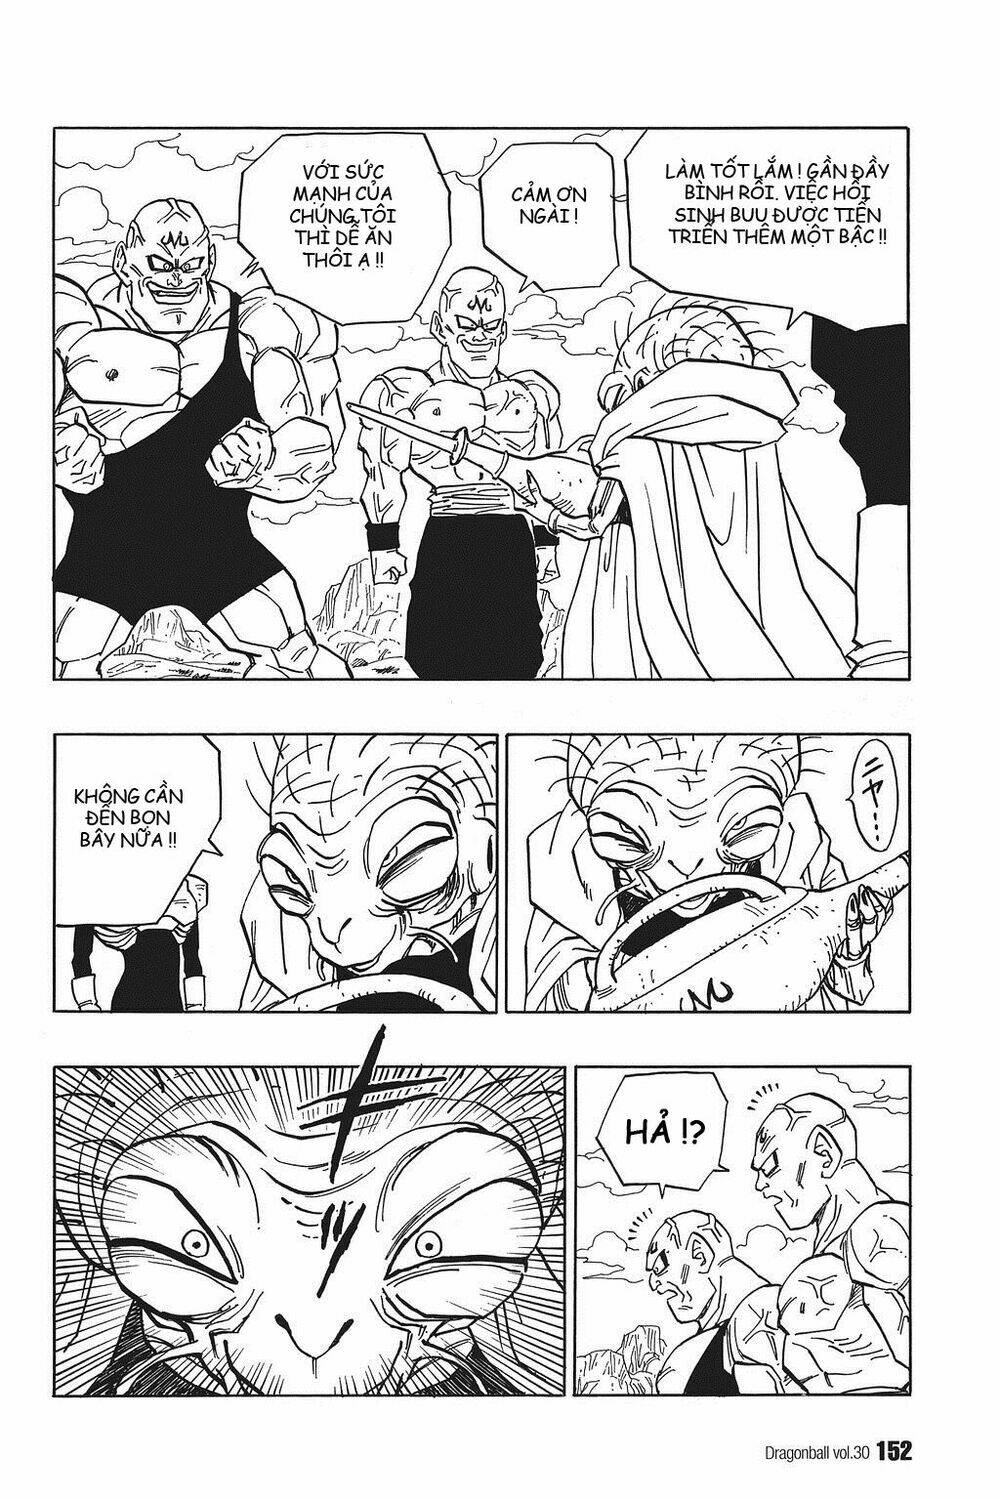 LÀM TỐT LẮM ! GẦN ĐẦY
BÌNH RỒI. VIỆC HỒI
SINH BUU ĐƯỢC TIẾN
TRIỂN THÊM MỘT BẬC !!
CẢM ƠN
NGÀI !
VỚI SỨC
MẠNH CỦA
CHÚNG TÔI
THÌ DỄ ĂN
THÔI Ạ !!
ニヤ…
KHÔNG CẦN
ĐẾN BỌN
BÂY NỮA !!
HẢ !?
Dragonball vol.30 152